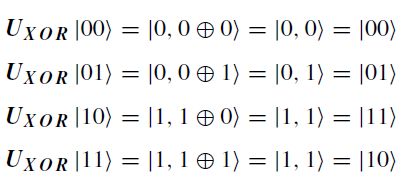 U_XOR |00⟩ = |0, 0 ⊕ 0⟩ = |0, 0⟩ = |00⟩
U_XOR |01⟩ = |0, 0 ⊕ 1⟩ = |0, 1⟩ = |01⟩
U_XOR |10⟩ = |1, 1 ⊕ 0⟩ = |1, 1⟩ = |11⟩
U_XOR |11⟩ = |1, 1 ⊕ 1⟩ = |1, 1⟩ = |10⟩